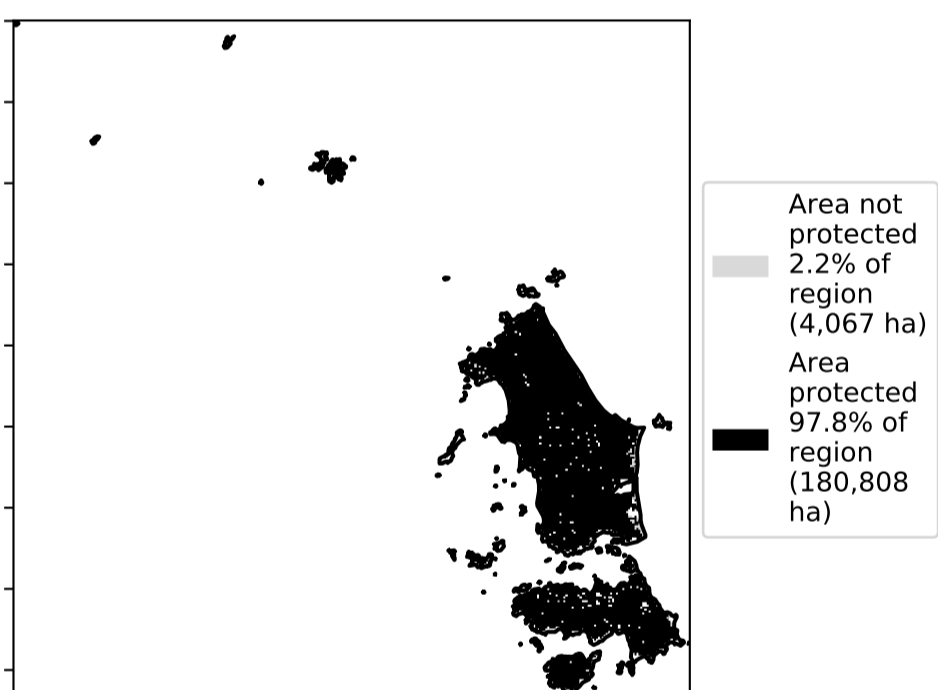 Area not
protected
2.2% of
region
(4,067 ha)
Area
protected
97.8% of
region
(180,808
ha)